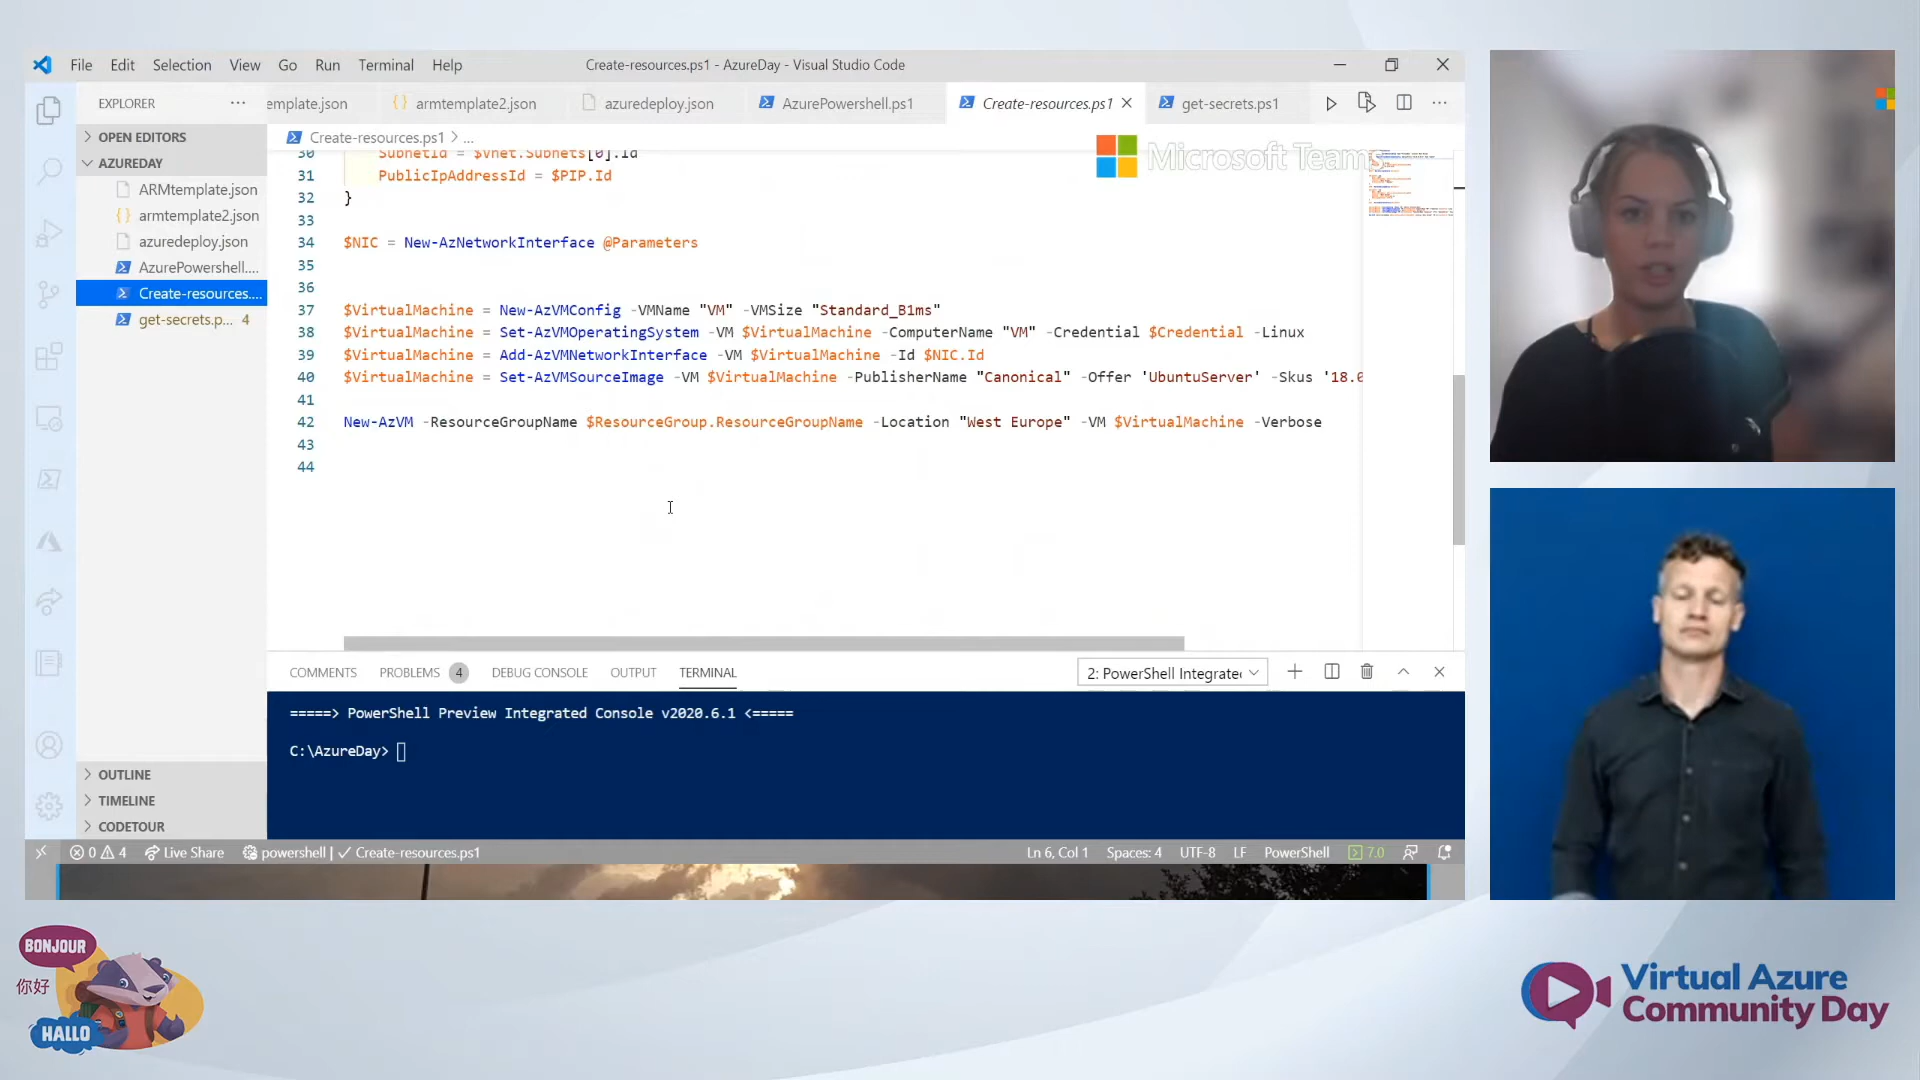 File Edit Selection View Go Run Terminal Help
Create-resources.ps1 - AzureDay - Visual Studio Code
EXPLORER
emplate.json armtemplate2.json azuredeploy.json AzurePowershell.ps1 Create-resources.ps1 get-secrets.ps1
OPEN EDITORS
AZUREDAY
ARMtemplate.json
armtemplate2.json
azuredeploy.json
AzurePowershell....
Create-resources....
get-secrets.p... 4
OUTLINE
TIMELINE
CODETOUR
Create-resources.ps1 > ...
Microsoft Teams
30 SubnetId = $Vnet.Subnets[0].Id
31 PublicIpAddressId = $PIP.Id
32 }
33
34 $NIC = New-AzNetworkInterface @Parameters
35
36
37 $VirtualMachine = New-AzVMConfig -VMName "VM" -VMSize "Standard_B1ms"
38 $VirtualMachine = Set-AzVMOperatingSystem -VM $VirtualMachine -ComputerName "VM" -Credential $Credential -Linux
39 $VirtualMachine = Add-AzVMNetworkInterface -VM $VirtualMachine -Id $NIC.Id
40 $VirtualMachine = Set-AzVMSourceImage -VM $VirtualMachine -PublisherName "Canonical" -Offer 'UbuntuServer' -Skus '18.0
41
42 New-AzVM -ResourceGroupName $ResourceGroup.ResourceGroupName -Location "West Europe" -VM $VirtualMachine -Verbose
43
44
COMMENTS PROBLEMS 4 DEBUG CONSOLE OUTPUT TERMINAL 2: PowerShell Integrate
=====> PowerShell Preview Integrated Console v2020.6.1 <=====
C:\AzureDay>
0 4 Live Share powershell | Create-resources.ps1 Ln 6, Col 1 Spaces: 4 UTF-8 LF PowerShell 7.0
BONJOUR
你好
HALLO
Virtual Azure
Community Day